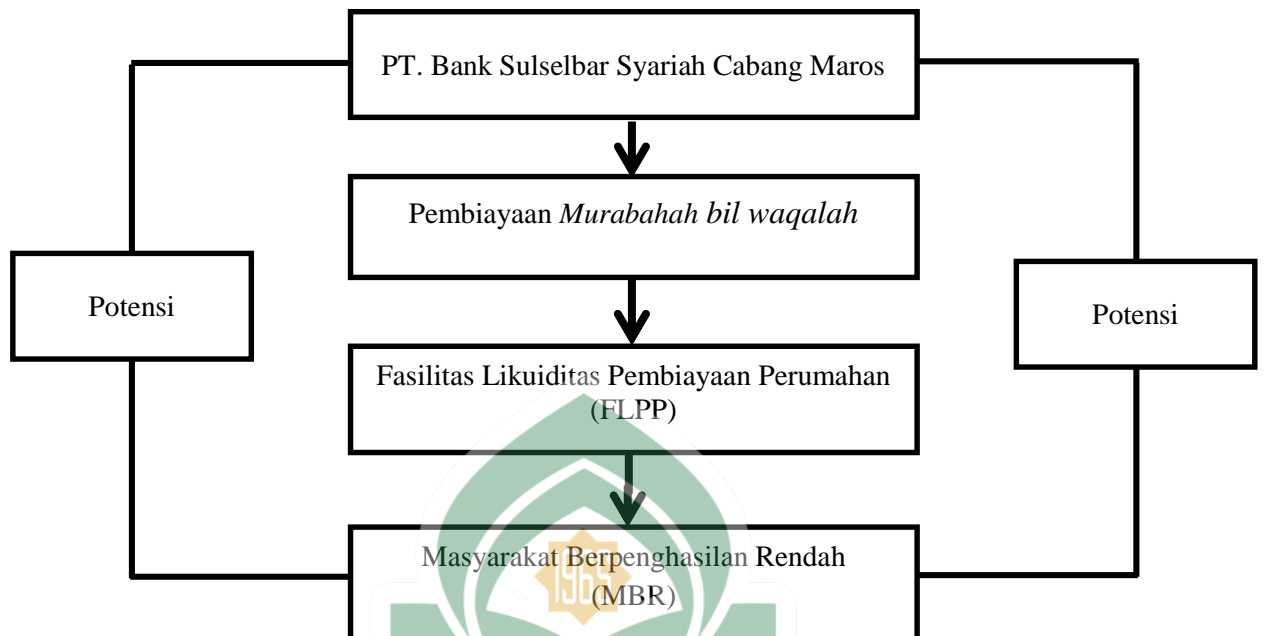 PT. Bank Sulselbar Syariah Cabang Maros
Pembiayaan Murabahah bil waqalah
Potensi
Potensi
Fasilitas Likuiditas Pembiayaan Perumahan
(FLPP)
Masyarakat Berpenghasilan Rendah
(MBR)
1965